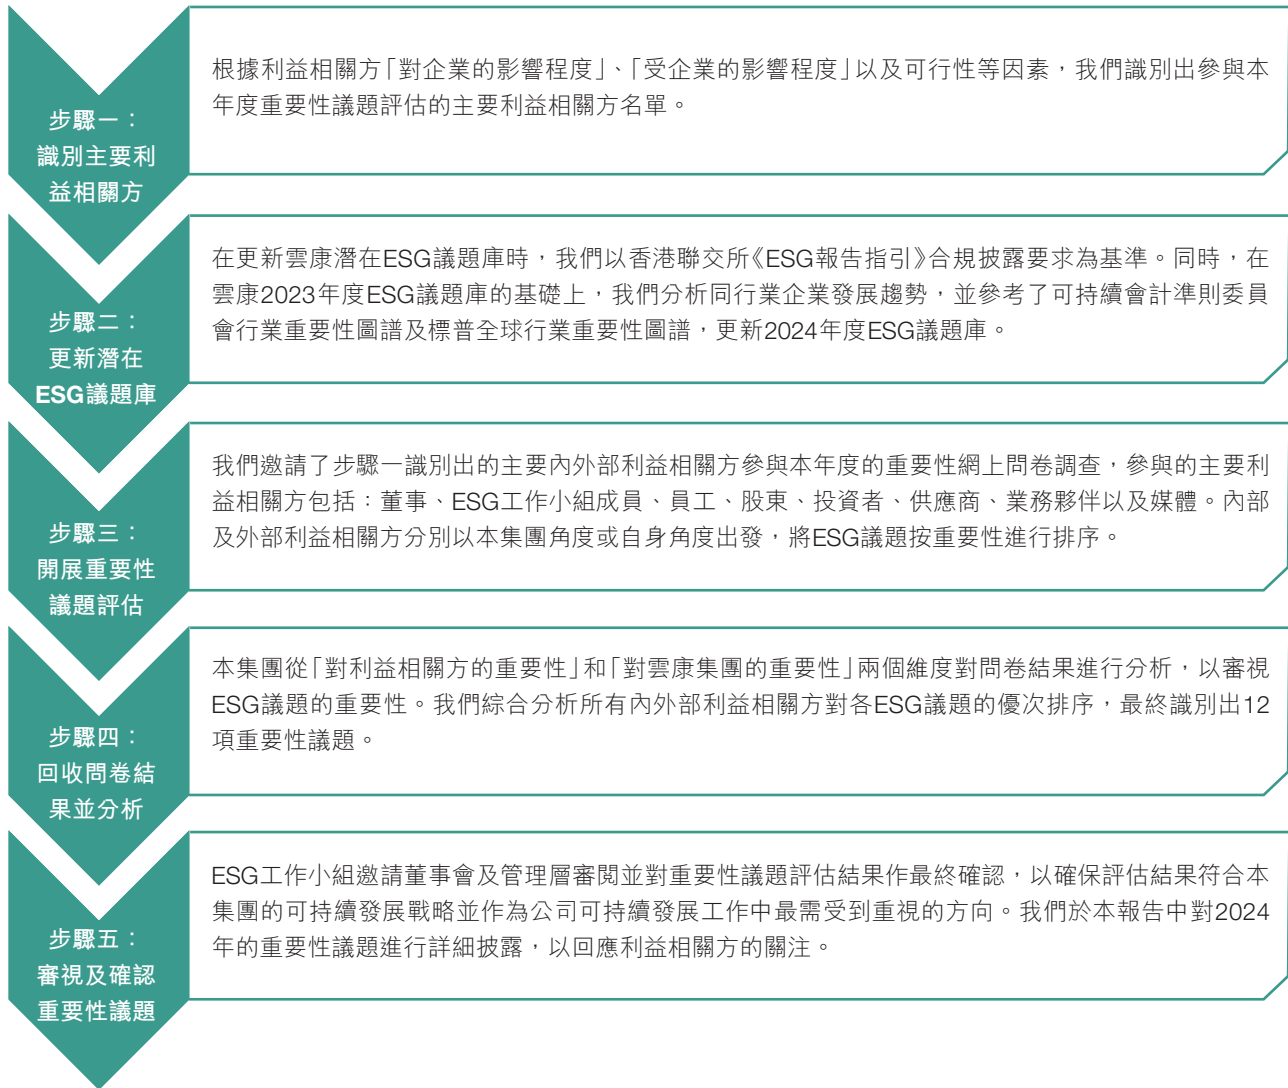 步驟一：
識別主要利
益相關方
根據利益相關方「對企業的影響程度」、「受企業的影響程度」以及可行性等因素，我們識別出參與本
年度重要性議題評估的主要利益相關方名單。
步驟二：
更新潛在
ESG議題庫
在更新雲康潛在ESG議題庫時，我們以香港聯交所《ESG報告指引》合規披露要求為基準。同時，在
雲康2023年度ESG議題庫的基礎上，我們分析同行業企業發展趨勢，並參考了可持續會計準則委員
會行業重要性圖譜及標普全球行業重要性圖譜，更新2024年度ESG議題庫。
步驟三：
開展重要性
議題評估
我們邀請了步驟一識別出的主要內外部利益相關方參與本年度的重要性網上問卷調查，參與的主要利
益相關方包括：董事、ESG工作小組成員、員工、股東、投資者、供應商、業務夥伴以及媒體。內部
及外部利益相關方分別以本集團角度或自身角度出發，將ESG議題按重要性進行排序。
步驟四：
回收問卷結
果並分析
本集團從「對利益相關方的重要性」和「對雲康集團的重要性」兩個維度對問卷結果進行分析，以審視
ESG議題的重要性。我們綜合分析所有內外部利益相關方對各ESG議題的優次排序，最終識別出12
項重要性議題。
步驟五：
審視及確認
重要性議題
ESG工作小組邀請董事會及管理層審閱並對重要性議題評估結果作最終確認，以確保評估結果符合本
集團的可持續發展戰略並作為公司可持續發展工作中最需受到重視的方向。我們於本報告中對2024
年的重要性議題進行詳細披露，以回應利益相關方的關注。